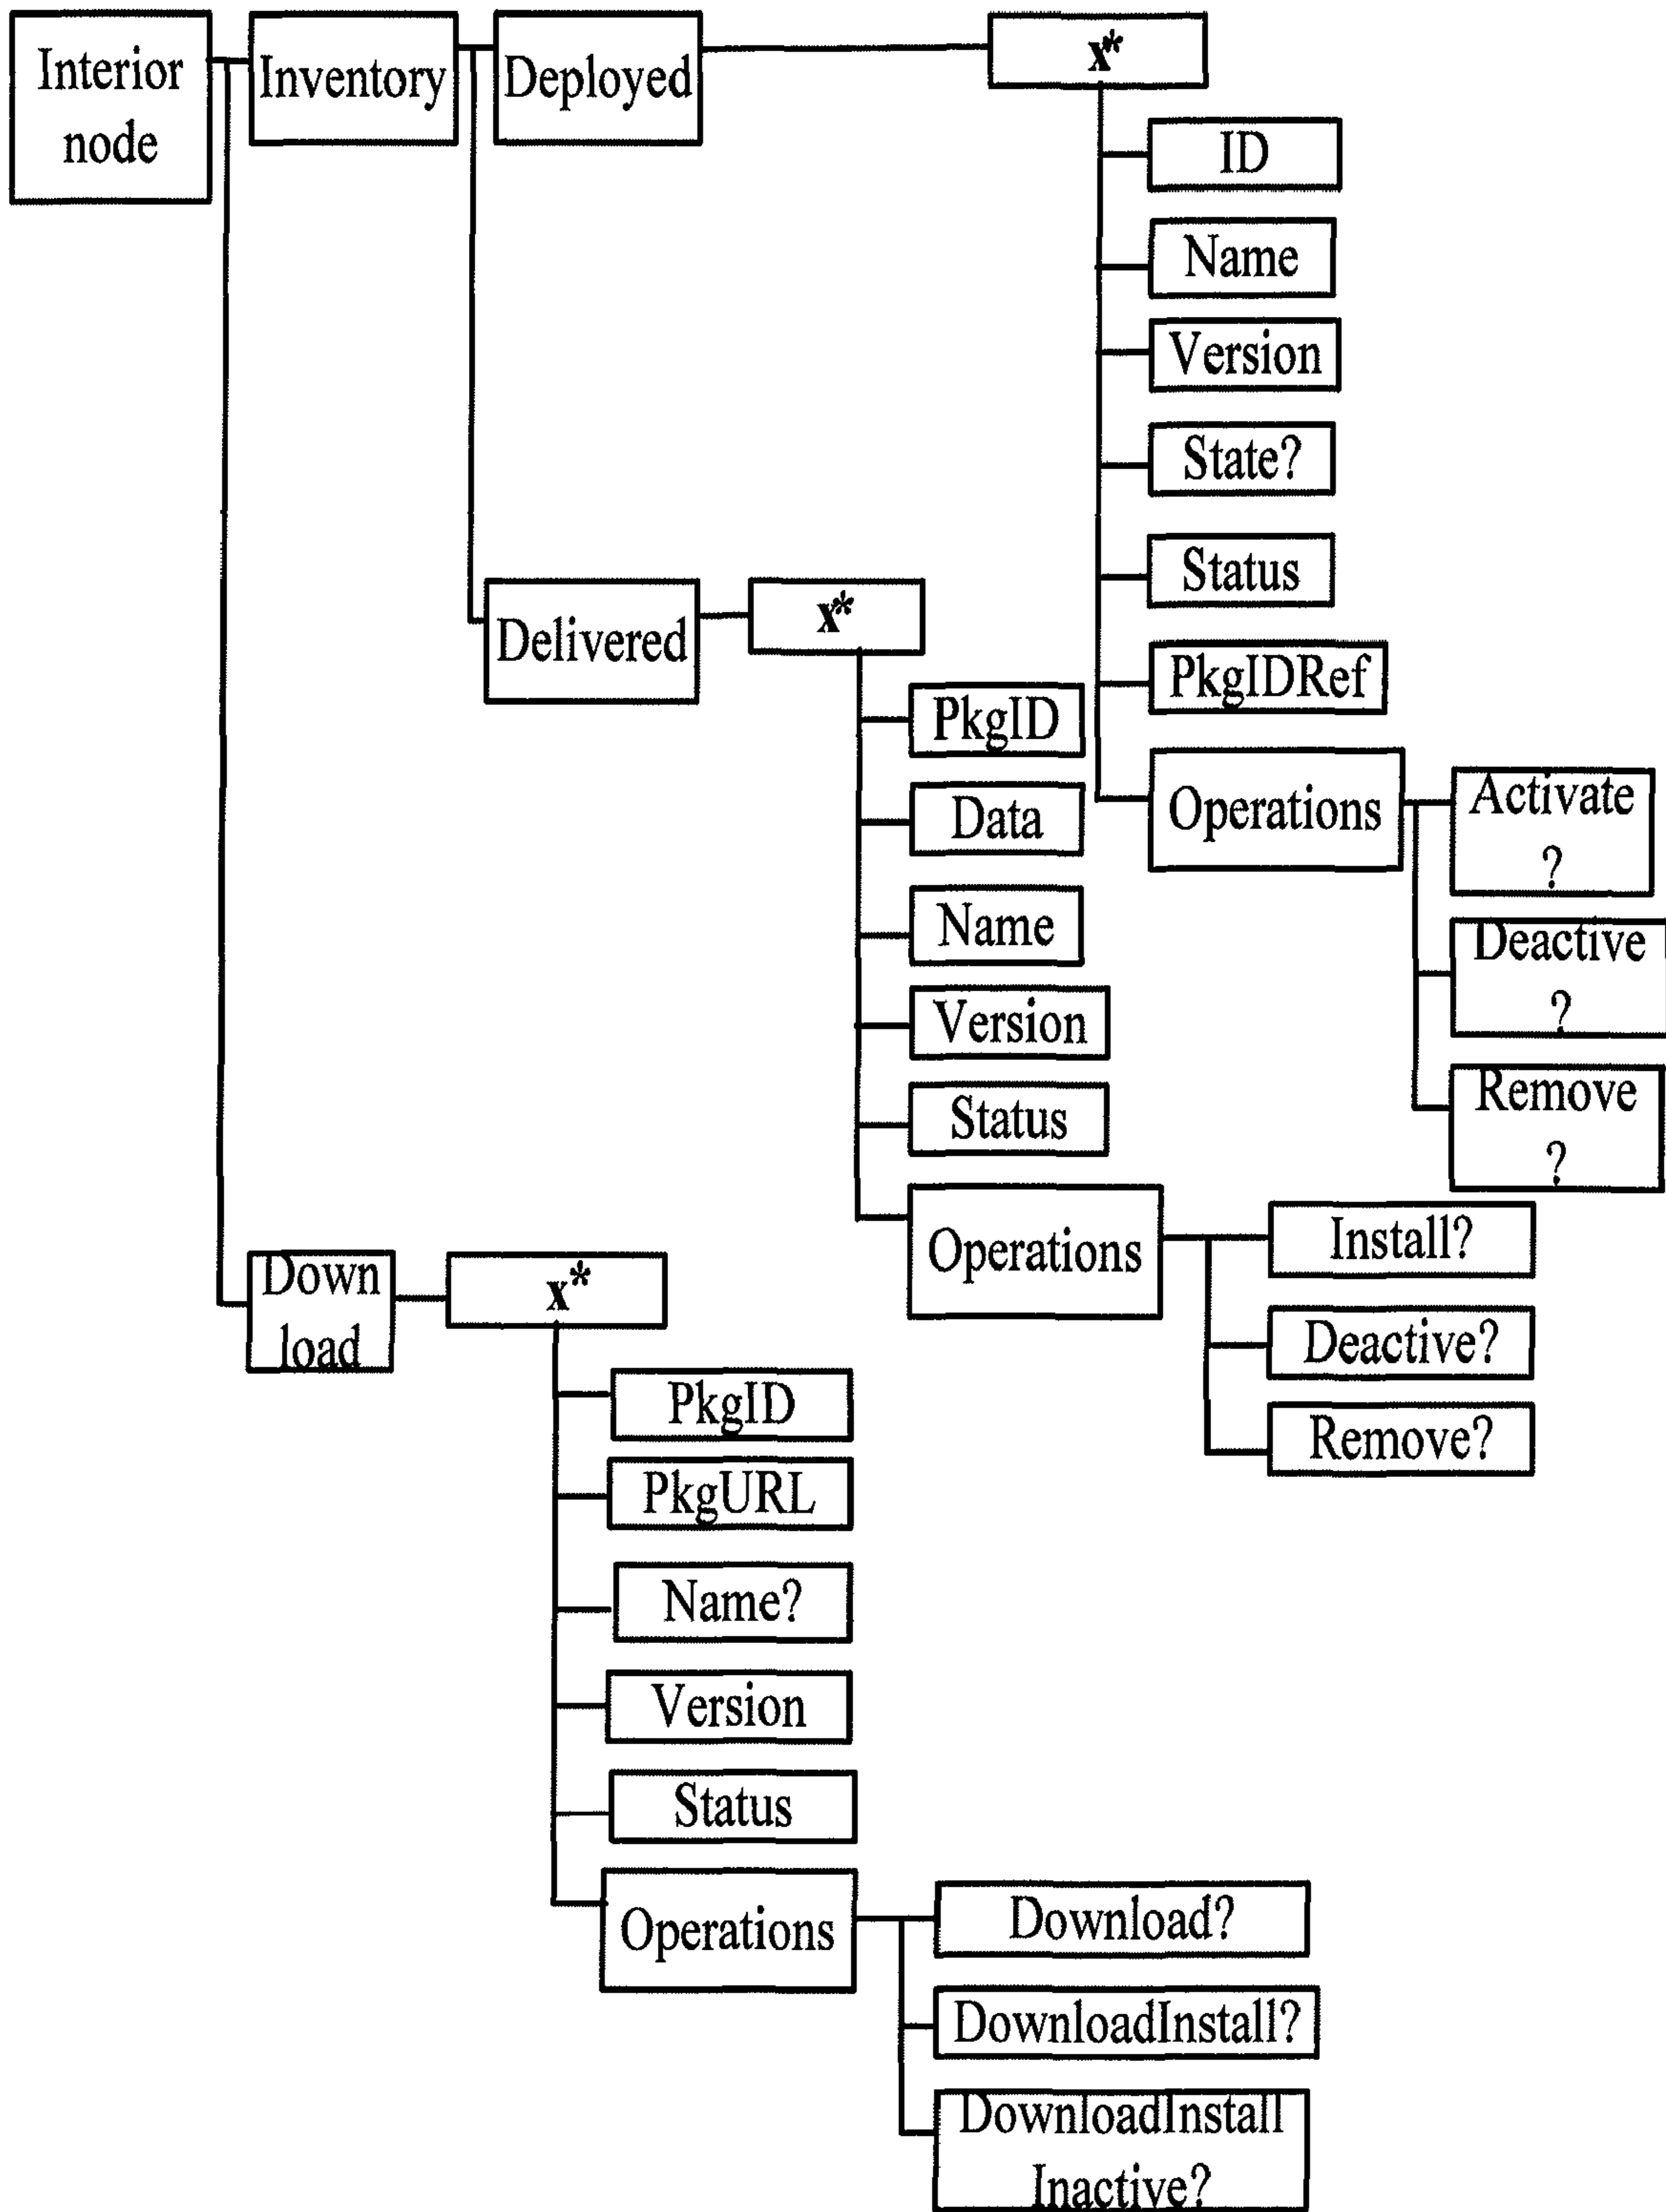 Interior
node
Inventory
Deployed
x*
ID
Name
Version
State?
Status
PkgIDRef
Operations
Activate
?
Deactive
?
Remove
?
Delivered
x*
PkgID
Data
Name
Version
Status
Operations
Install?
Deactive?
Remove?
Down
load
x*
PkgID
PkgURL
Name?
Version
Status
Operations
Download?
DownloadInstall?
DownloadInstall
Inactive?